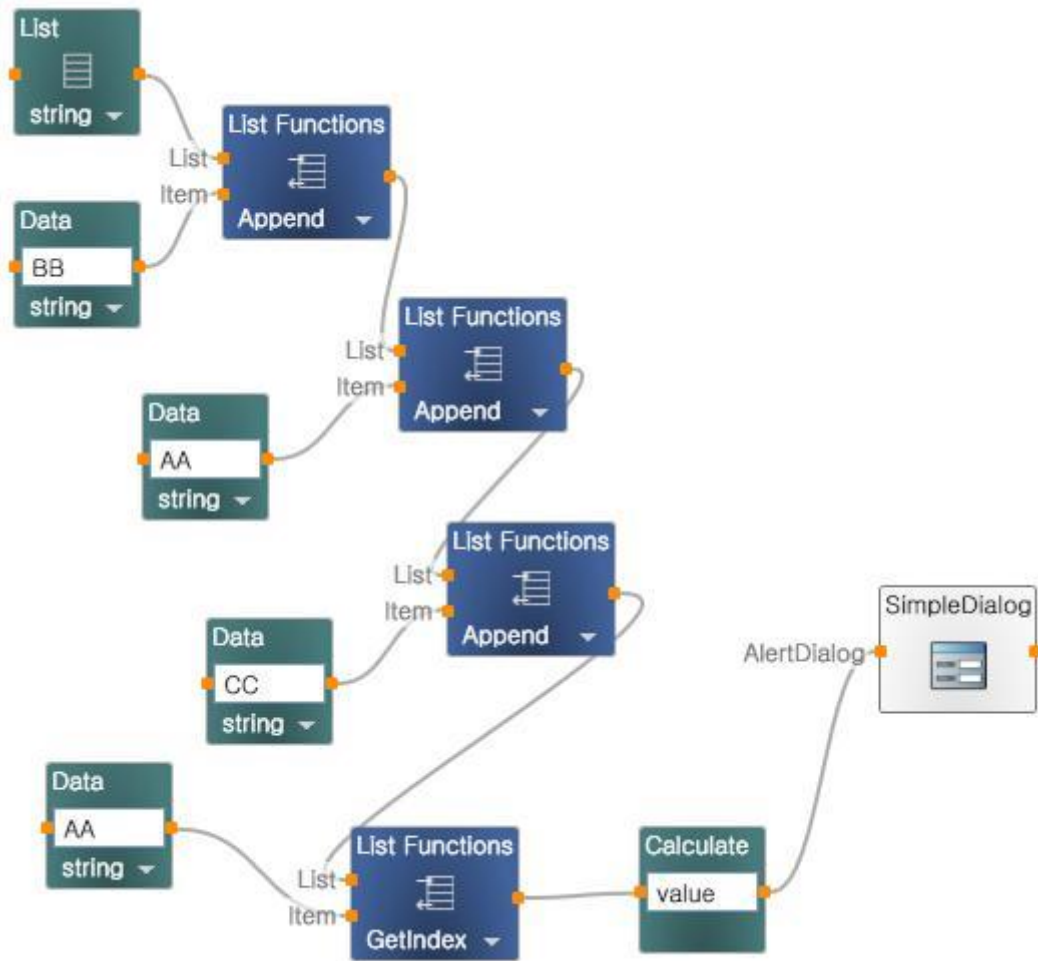 List
string
List Functions
List
Item
Append
Data
BB
string
List Functions
List
Item
Append
Data
AA
string
List Functions
List
Item
Append
Data
CC
string
SimpleDialog
AlertDialog
Data
AA
string
List Functions
List
Item
GetIndex
Calculate
value